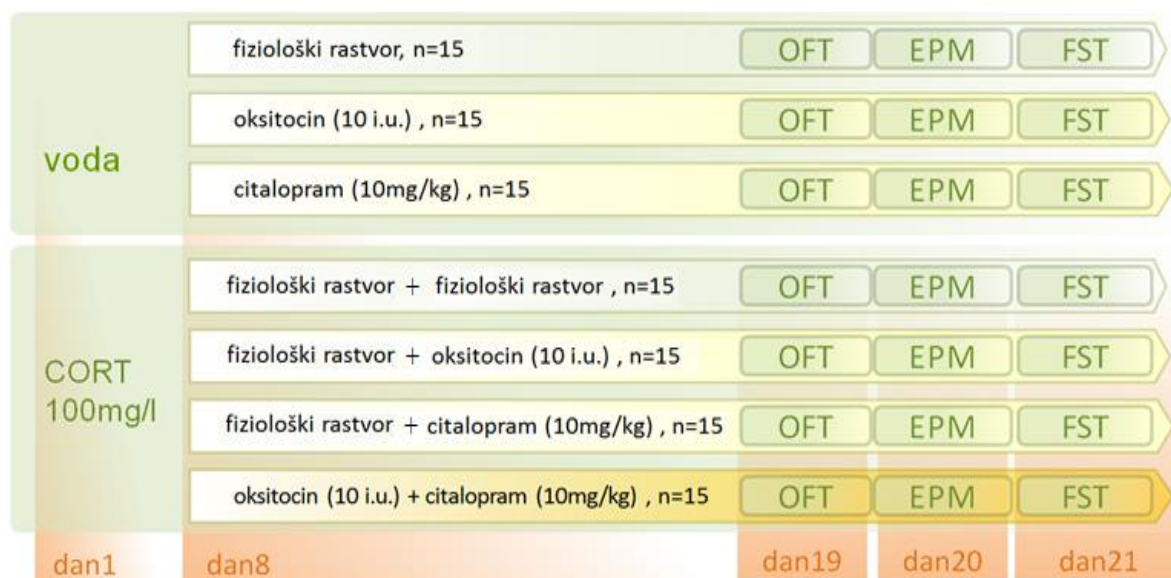 fiziološki rastvor, n=15 OFT EPM FST
oksitocin (10 i.u.) , n=15 OFT EPM FST
voda
citalopram (10mg/kg) , n=15 OFT EPM FST
fiziološki rastvor + fiziološki rastvor , n=15 OFT EPM FST
fiziološki rastvor + oksitocin (10 i.u.) , n=15 OFT EPM FST
CORT
100mg/l
fiziološki rastvor + citalopram (10mg/kg) , n=15 OFT EPM FST
oksitocin (10 i.u.) + citalopram (10mg/kg) , n=15 OFT EPM FST
dan1 dan8 dan19 dan20 dan21